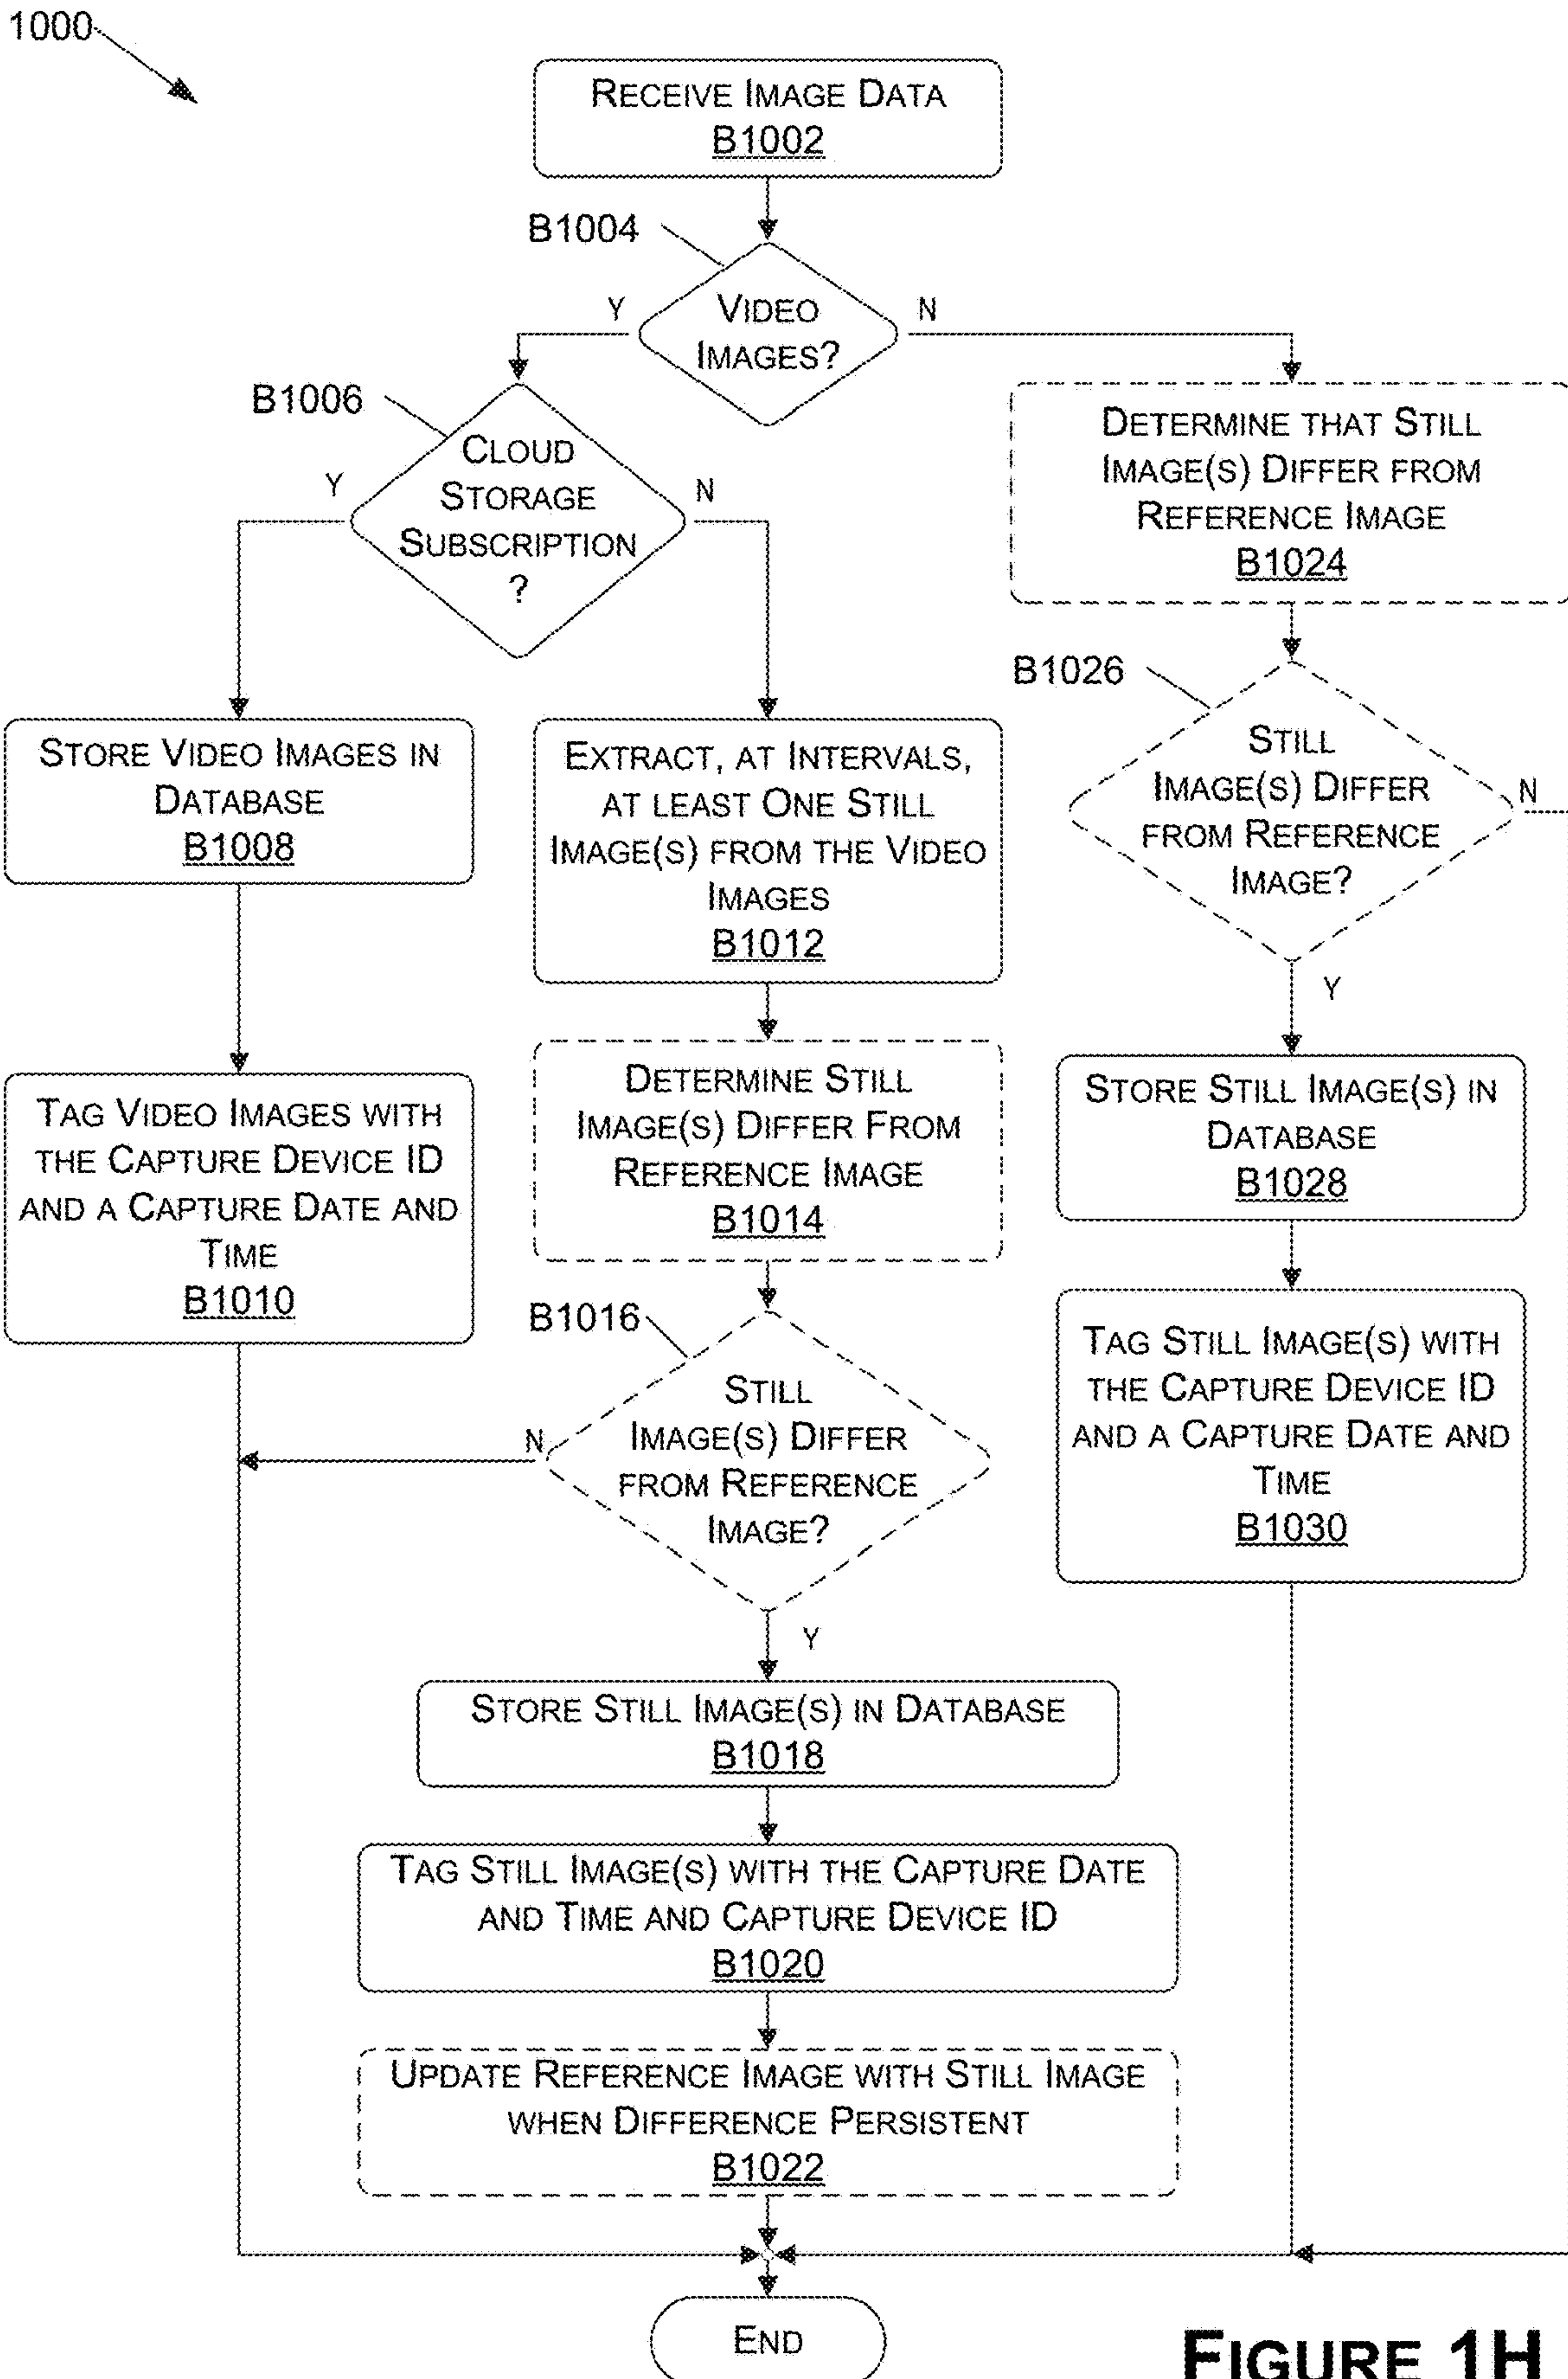 1000
RECEIVE IMAGE DATA
B1002
B1004
Y
VIDEO
IMAGES?
N
B1006
Y
CLOUD
STORAGE
SUBSCRIPTION
?
N
DETERMINE THAT STILL
IMAGE(S) DIFFER FROM
REFERENCE IMAGE
B1024
B1026
STILL
IMAGE(S) DIFFER
FROM REFERENCE
IMAGE?
N
Y
STORE VIDEO IMAGES IN
DATABASE
B1008
EXTRACT, AT INTERVALS,
AT LEAST ONE STILL
IMAGE(S) FROM THE VIDEO
IMAGES
B1012
TAG VIDEO IMAGES WITH
THE CAPTURE DEVICE ID
AND A CAPTURE DATE AND
TIME
B1010
DETERMINE STILL
IMAGE(S) DIFFER FROM
REFERENCE IMAGE
B1014
STORE STILL IMAGE(S) IN
DATABASE
B1028
B1016
N
STILL
IMAGE(S) DIFFER
FROM REFERENCE
IMAGE?
Y
TAG STILL IMAGE(S) WITH
THE CAPTURE DEVICE ID
AND A CAPTURE DATE AND
TIME
B1030
STORE STILL IMAGE(S) IN DATABASE
B1018
TAG STILL IMAGE(S) WITH THE CAPTURE DATE
AND TIME AND CAPTURE DEVICE ID
B1020
UPDATE REFERENCE IMAGE WITH STILL IMAGE
WHEN DIFFERENCE PERSISTENT
B1022
END
FIGURE 1H